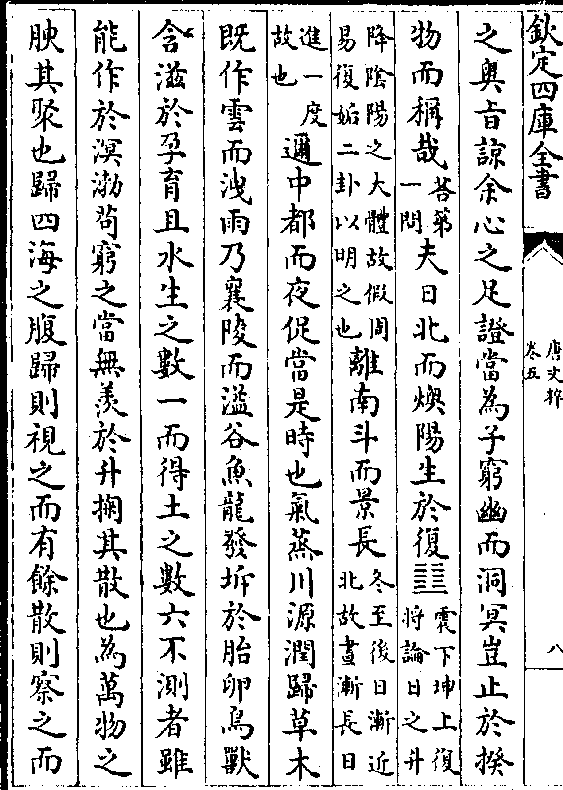 欽定四庫全書
唐文粹
卷五
八
之奥旨諒余心之足證當為子窮幽而洞冥豈止於揆
物而稱哉答第一問夫日北而燠陽生於復䷗震下坤上復將論日之升
降陰陽之大體故假周易復姤二卦以明之也離南斗而景長冬至後日漸近北故晝漸長日
進一度故也邇中都而夜促當是時也氣蒸川源潤歸草木
既作雲而洩雨乃襄陵而溢谷魚龍發坼於胎卵鳥獸
含滋於孕育且水生之數一而得土之數六不測者雖
能作於溟渤苟窮之當無羨於升掬其散也為萬物之
腴其聚也歸四海之腹歸則視之而有餘散則察之而